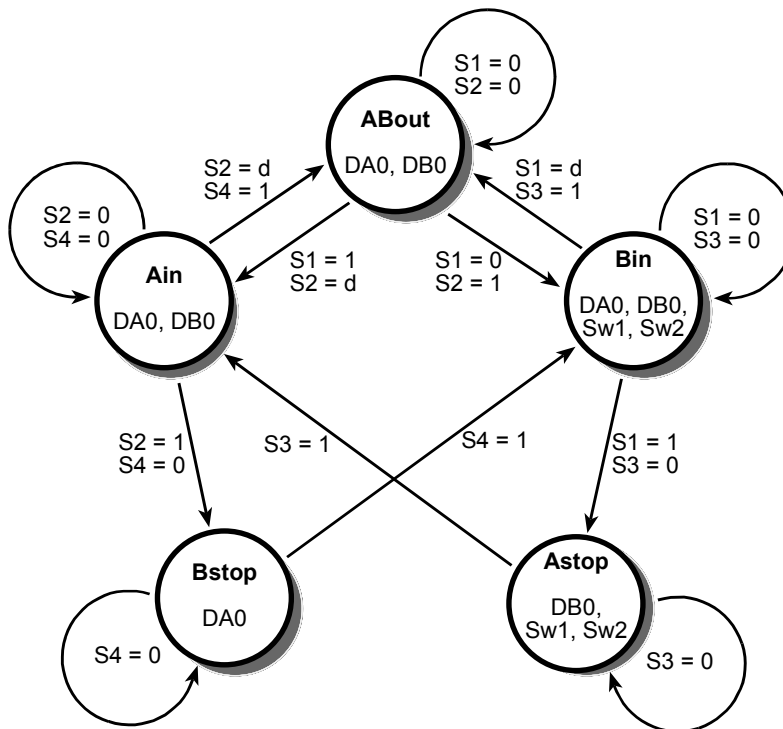 S1 = 0
S2 = 0
ABout
DA0, DB0
S2 = d
S4 = 1
S1 = d
S3 = 1
S2 = 0
S4 = 0
S1 = 0
S3 = 0
Ain
DA0, DB0
S1 = 1
S2 = d
S1 = 0
S2 = 1
Bin
DA0, DB0,
Sw1, Sw2
S2 = 1
S4 = 0
S3 = 1
S4 = 1
S1 = 1
S3 = 0
Bstop
DA0
Astop
DB0,
Sw1, Sw2
S4 = 0
S3 = 0